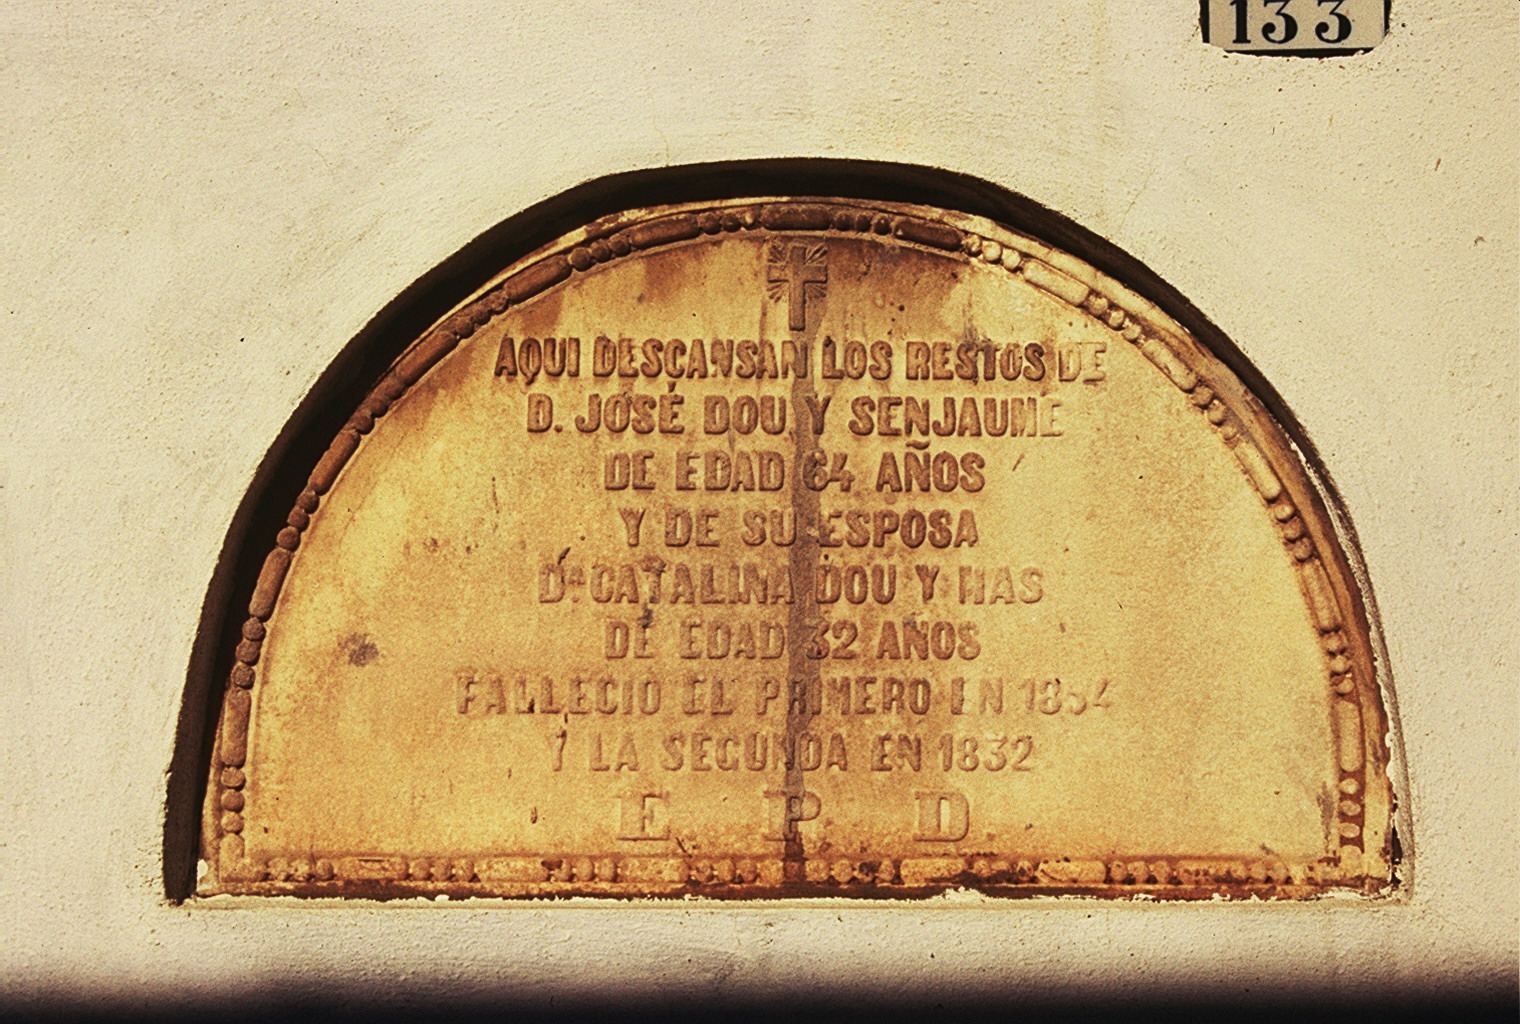 133
AQUI DESCANSAN LOS RESTOS DE
D. JOSÉ DOU Y SENJAUME
DE EDAD 64 AÑOS
Y DE SU ESPOSA
Dª CATALINA DOU Y MAS
DE EDAD 32 AÑOS
FALLECIO EL PRIMERO EN
Y LA SEGUNDA EN 1832
E P D